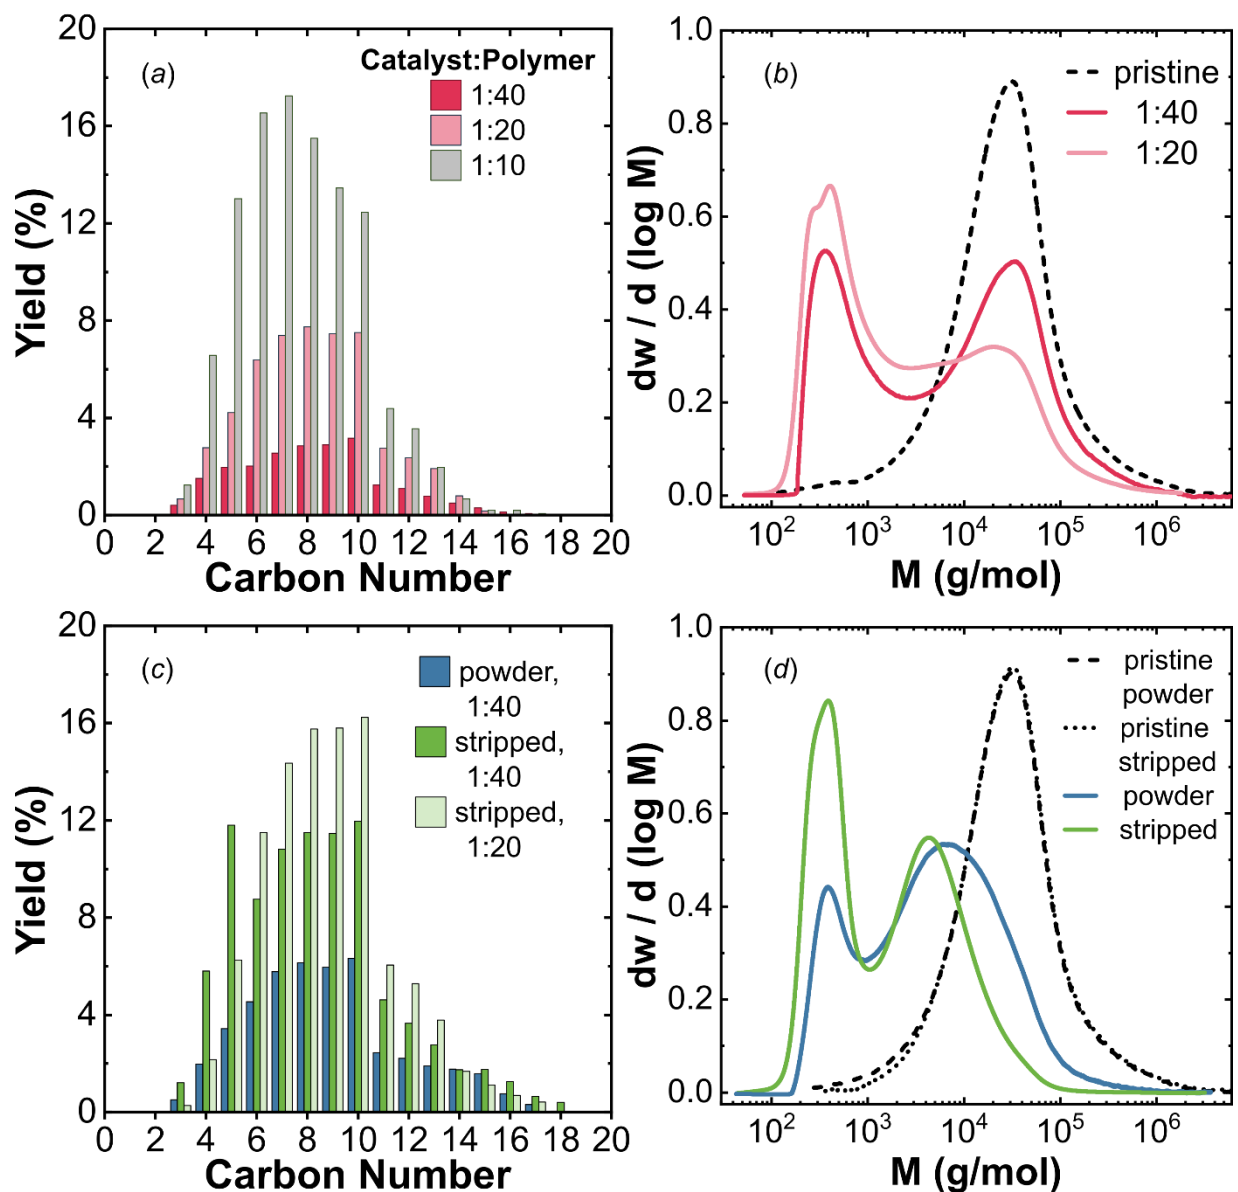 (a)
Catalyst:Polymer
1:40
1:20
1:10
Yield (%)
20
16
12
8
4
0
0 2 4 6 8 10 12 14 16 18 20
Carbon Number
(b)
pristine
1:40
1:20
dw / d (log M)
1.0
0.8
0.6
0.4
0.2
0.0
10² 10³ 10⁴ 10⁵ 10⁶
M (g/mol)
(c)
powder,
1:40
stripped,
1:40
stripped,
1:20
Yield (%)
20
16
12
8
4
0
0 2 4 6 8 10 12 14 16 18 20
Carbon Number
(d)
pristine
powder
pristine
stripped
powder
stripped
dw / d (log M)
1.0
0.8
0.6
0.4
0.2
0.0
10² 10³ 10⁴ 10⁵ 10⁶
M (g/mol)